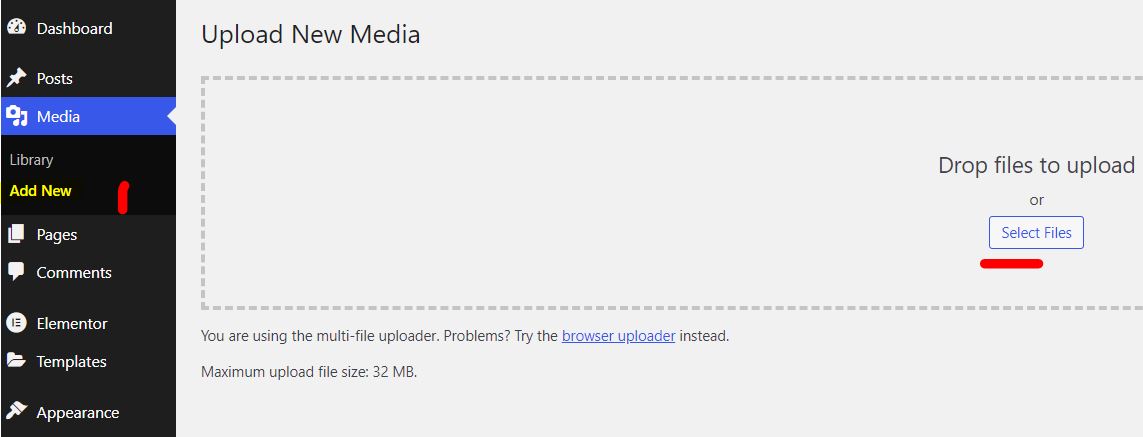 Dashboard
Posts
Media
Library
Add New
Pages
Comments
Elementor
Templates
Appearance
Upload New Media
Drop files to upload
or
Select Files
You are using the multi-file uploader. Problems? Try the browser uploader instead.
Maximum upload file size: 32 MB.